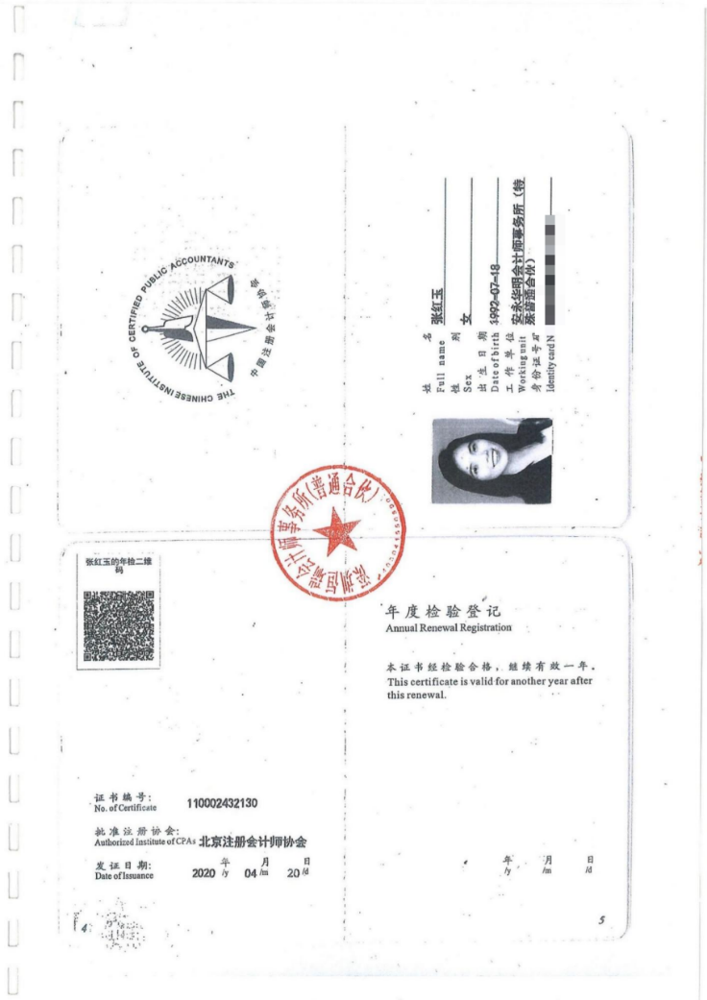 THE CHINESE INSTITUTE OF CERTIFIED PUBLIC ACCOUNTANTS
中国注册会计师协会
姓 名 张红玉
Full name
性 别 女
Sex
出 生 日 期 1992-07-18
Date of birth
工 作 单 位 安永华明会计师事务所（特
Working unit 殊普通合伙）
身份证号
Identity card N
会计师事务所(普通合伙)
张红玉的年检二维
码
年度检验登记
Annual Renewal Registration
本证书经检验合格，继续有效一年。
This certificate is valid for another year after
this renewal.
证 书 编 号: 110002432130
No. of Certificate
批 准 注 册 协 会: 北京注册会计师协会
Authorized Institute of CPAs
发 证 日 期: 2020 年 04 月 20 日
Date of Issuance /y /m /d
年 月 日
/y /m /d
4
5